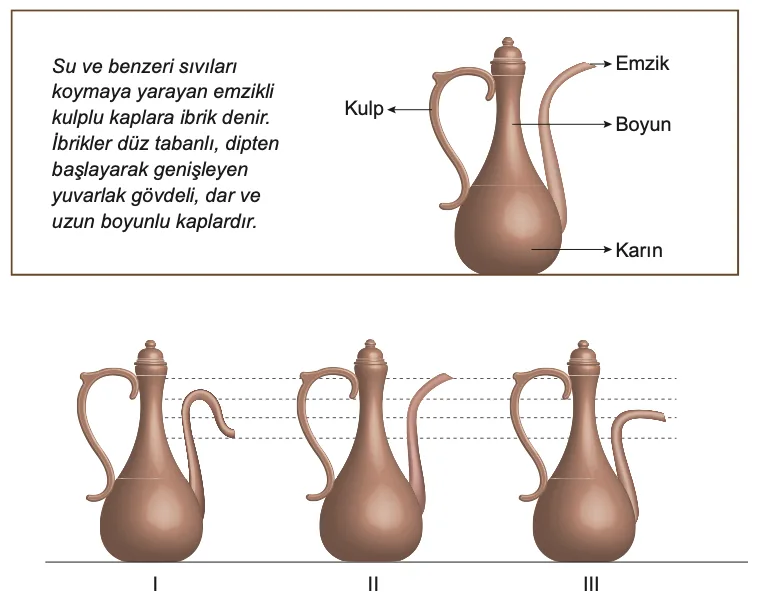 Su ve benzeri sıvıları
koymaya yarayan emzikli
kulplu kaplara ibrik denir.
İbrikler düz tabanlı, dipten
başlayarak genişleyen
yuvarlak gövdeli, dar ve
uzun boyunlu kaplardır.
Emzik
Kulp
Boyun
Karın
I
II
III